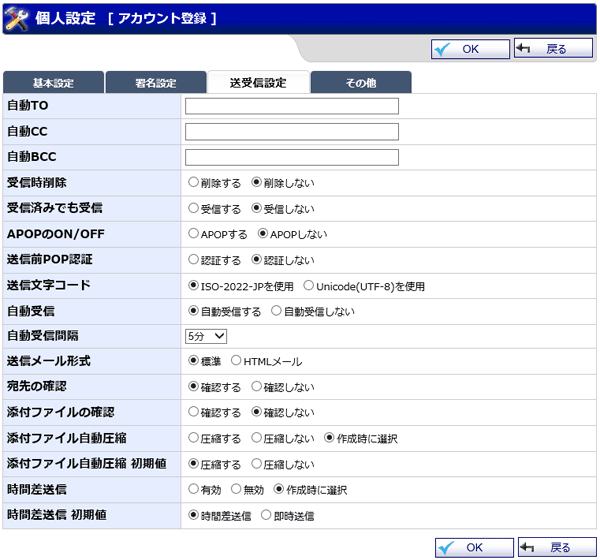 個人設定 [ アカウント登録 ]
OK 戻る
基本設定 署名設定 送受信設定 その他
自動TO
自動CC
自動BCC
受信時削除 削除する 削除しない
受信済みでも受信 受信する 受信しない
APOPのON/OFF APOPする APOPしない
送信前POP認証 認証する 認証しない
送信文字コード ISO-2022-JPを使用 Unicode(UTF-8)を使用
自動受信 自動受信する 自動受信しない
自動受信間隔 5分
送信メール形式 標準 HTMLメール
宛先の確認 確認する 確認しない
添付ファイルの確認 確認する 確認しない
添付ファイル自動圧縮 圧縮する 圧縮しない 作成時に選択
添付ファイル自動圧縮 初期値 圧縮する 圧縮しない
時間差送信 有効 無効 作成時に選択
時間差送信 初期値 時間差送信 即時送信
OK 戻る